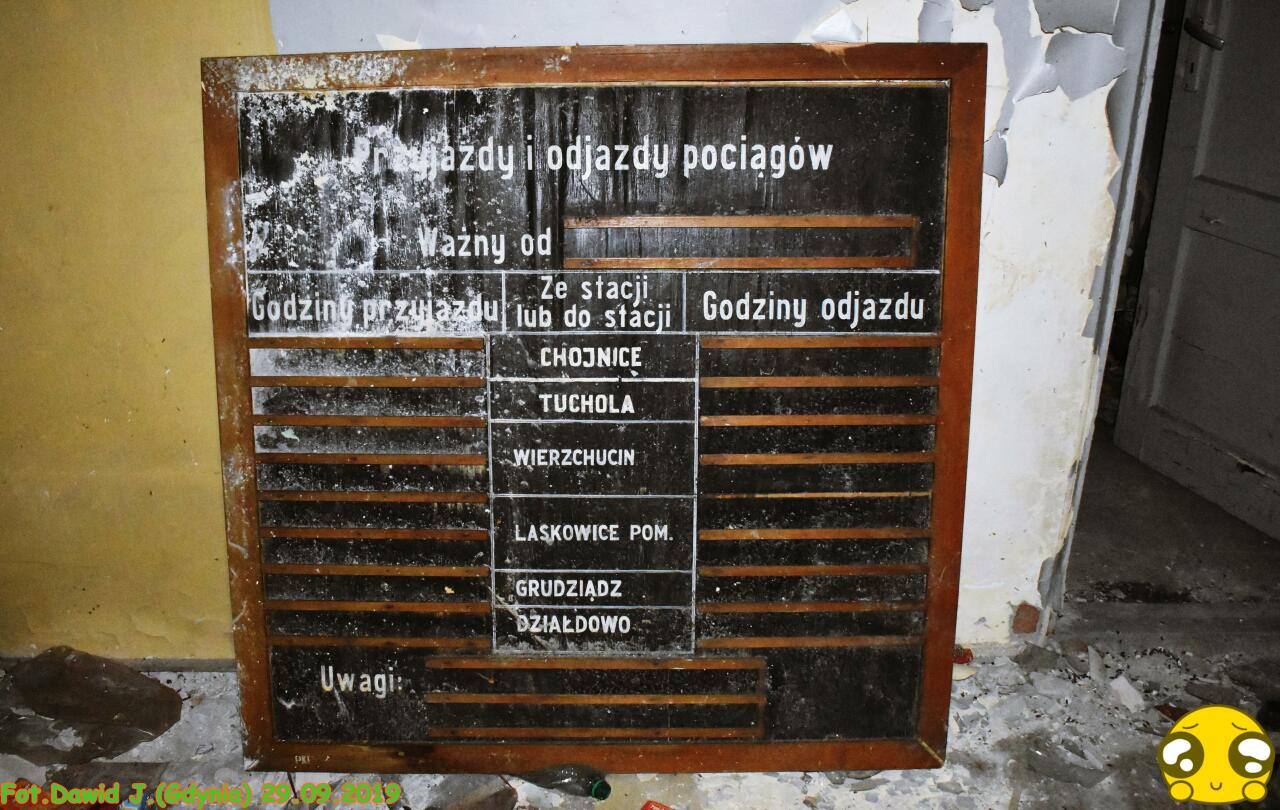 Przyjazdy i odjazdy pociągów
Ważny od
Godziny przyjazdu
Ze stacji
lub do stacji
Godziny odjazdu
CHOJNICE
TUCHOLA
WIERZCHUCIN
LASKOWICE POM.
GRUDZIĄDZ
DZIAŁDOWO
Uwagi:
Fot.Dawid J.(Gdynia) 29.09.2019